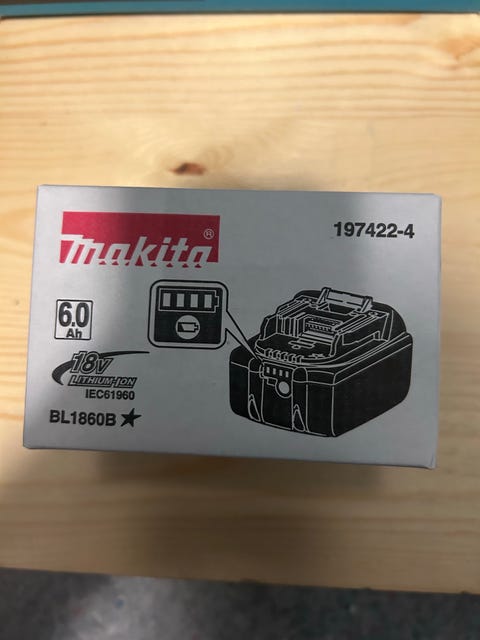 makita®
197422-4
6.0
Ah
18V
LITHIUM-ION
IEC61960
BL1860B ★